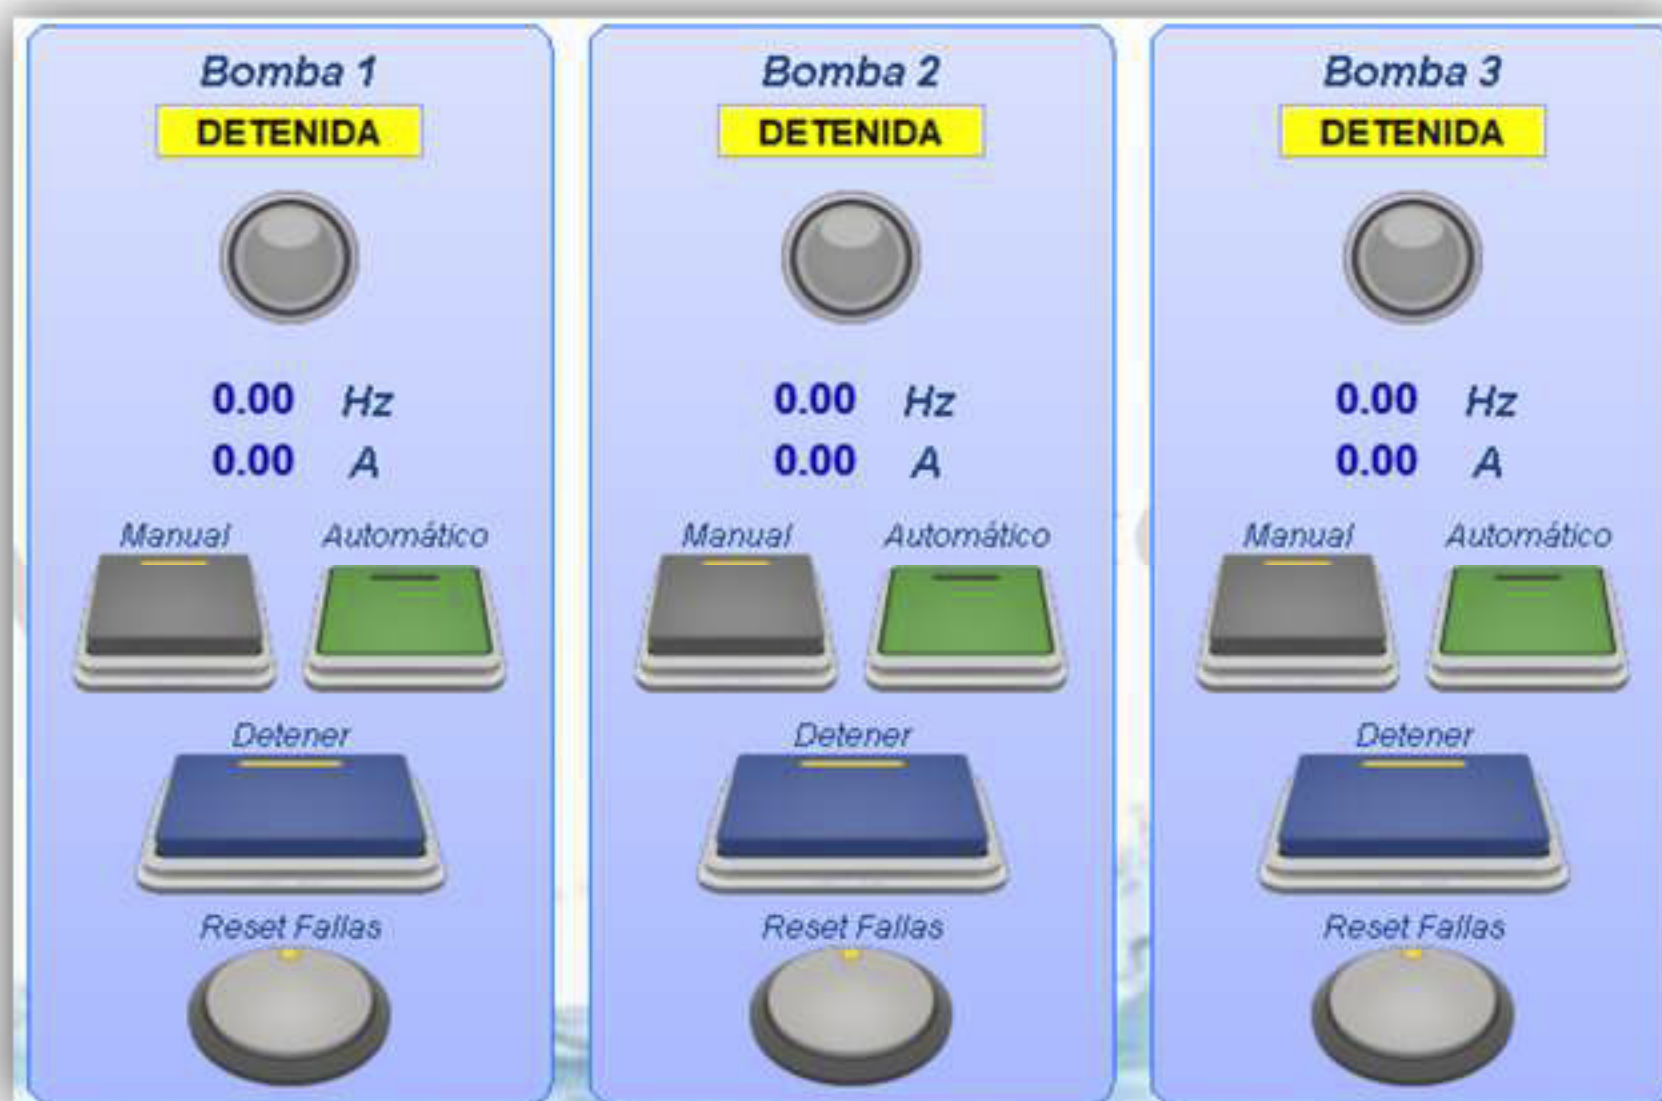 Bomba 1
DETENIDA
0.00 Hz
0.00 A
Manual Automático
Detener
Reset Fallas
Bomba 2
DETENIDA
0.00 Hz
0.00 A
Manual Automático
Detener
Reset Fallas
Bomba 3
DETENIDA
0.00 Hz
0.00 A
Manual Automático
Detener
Reset Fallas